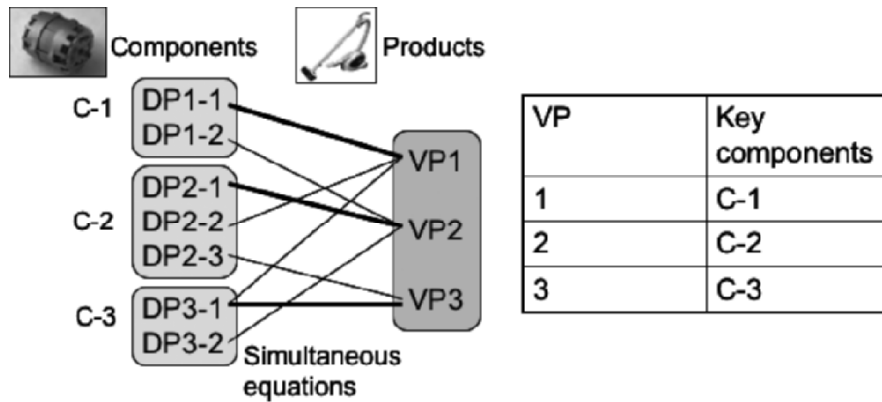 Components
Products
C-1
DP1-1
DP1-2
C-2
DP2-1
DP2-2
DP2-3
C-3
DP3-1
DP3-2
VP1
VP2
VP3
Simultaneous
equations
VP Key
components
1 C-1
2 C-2
3 C-3